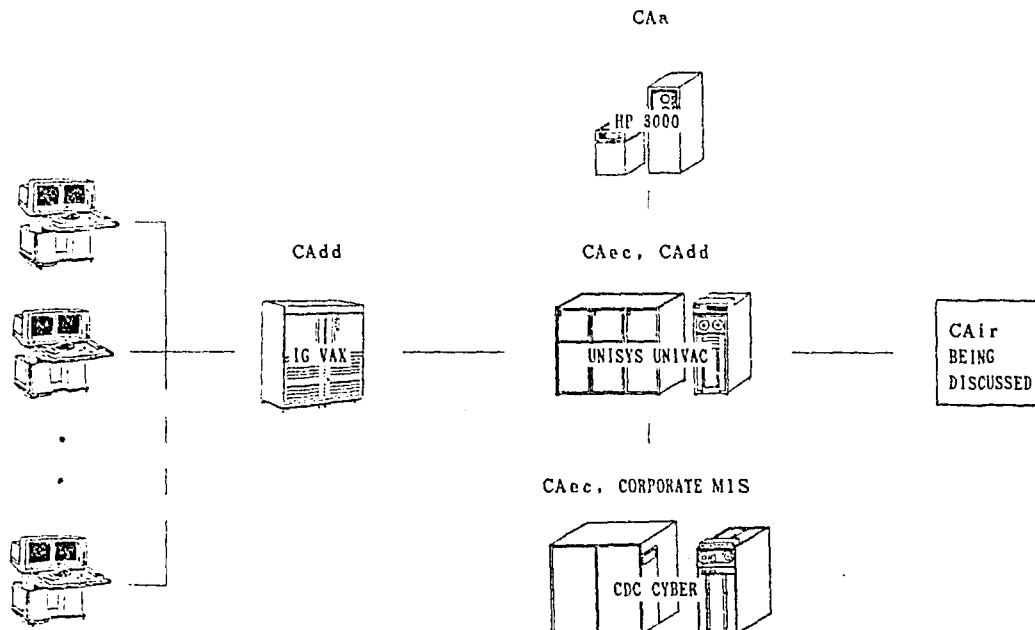 CAa
HP 3000
CAdd
CAec, CAdd
IG VAX
UNISYS UNIVAC
CAir
BEING
DISCUSSED
CAec, CORPORATE MIS
CDC CYBER